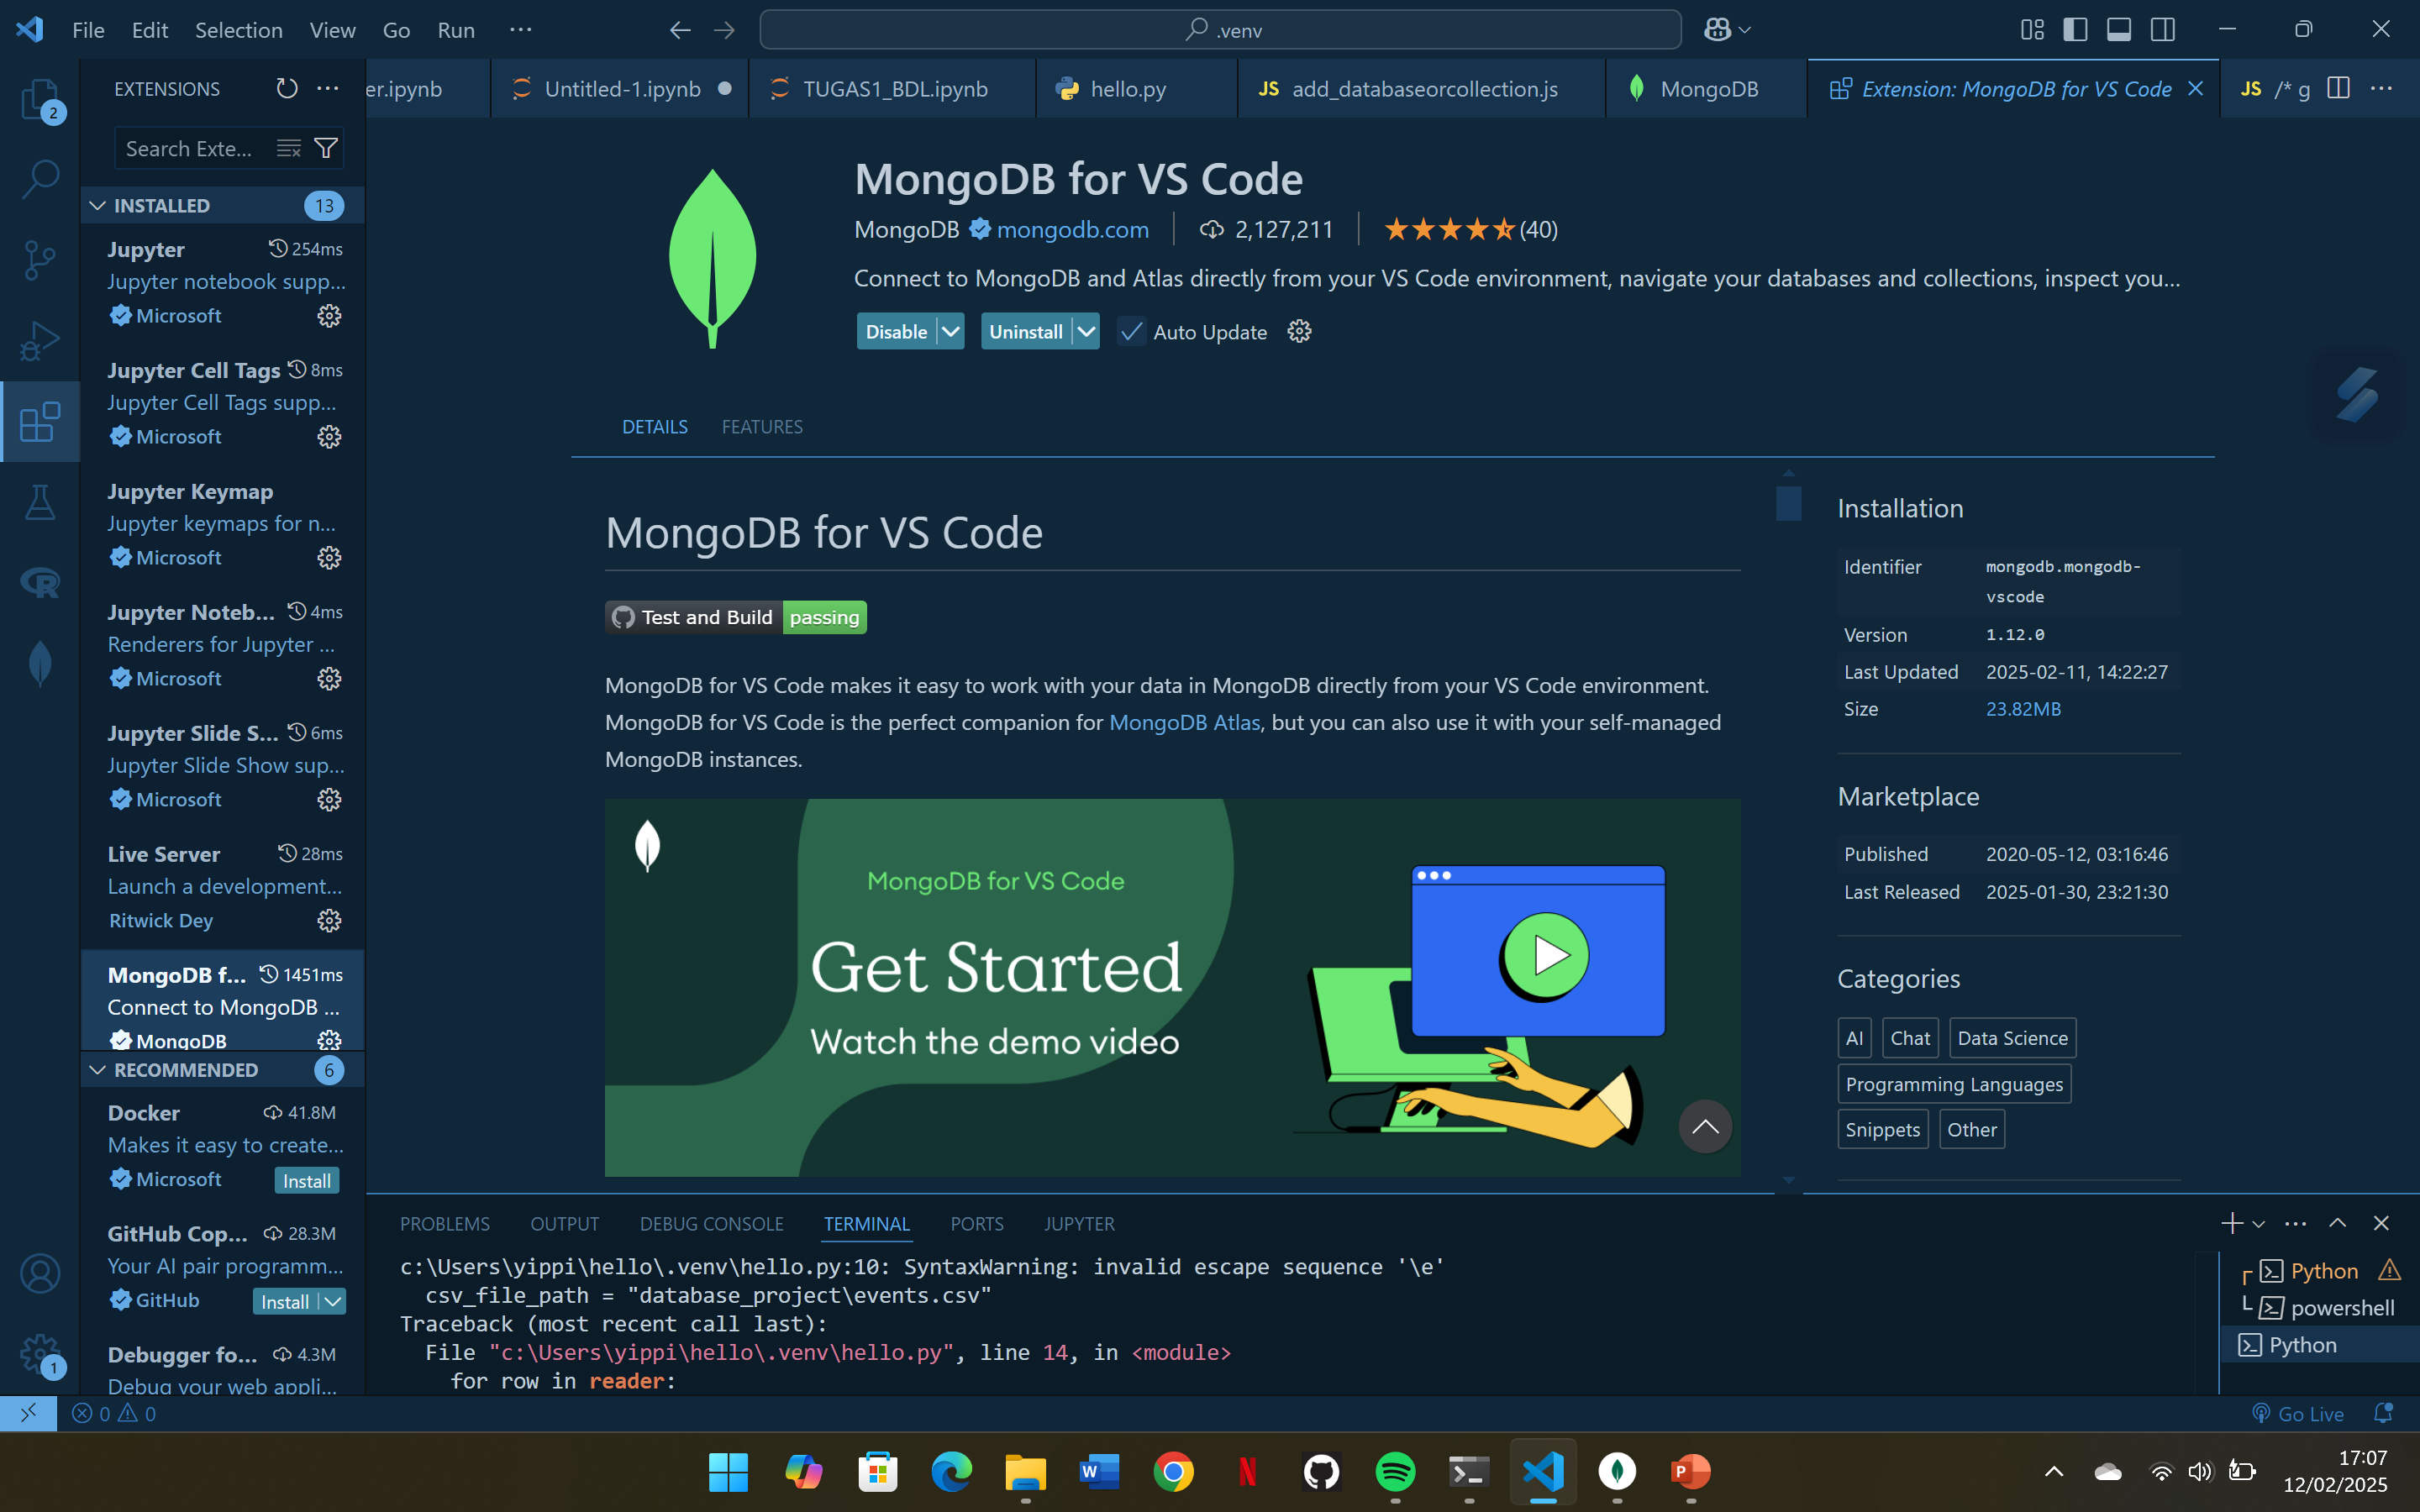 File Edit Selection View Go Run ···
.venv
EXTENSIONS
er.ipynb
Untitled-1.ipynb
TUGAS1_BDL.ipynb
hello.py
JS add_databaseorcollection.js
MongoDB
Extension: MongoDB for VS Code
JS /* g
2
Search Exte...
INSTALLED 13
Jupyter 254ms
Jupyter notebook supp...
Microsoft
Jupyter Cell Tags 8ms
Jupyter Cell Tags supp...
Microsoft
Jupyter Keymap
Jupyter keymaps for n...
Microsoft
Jupyter Noteb... 4ms
Renderers for Jupyter ...
Microsoft
Jupyter Slide S... 6ms
Jupyter Slide Show sup...
Microsoft
Live Server 28ms
Launch a development...
Ritwick Dey
MongoDB f... 1451ms
Connect to MongoDB ...
MongoDB
RECOMMENDED 6
Docker 41.8M
Makes it easy to create...
Microsoft Install
GitHub Cop... 28.3M
Your AI pair programm...
GitHub Install
Debugger fo... 4.3M
Debug your web appli...
1
MongoDB for VS Code
MongoDB mongodb.com 2,127,211 (40)
Connect to MongoDB and Atlas directly from your VS Code environment, navigate your databases and collections, inspect you...
Disable Uninstall Auto Update
DETAILS FEATURES
MongoDB for VS Code
Test and Build passing
MongoDB for VS Code makes it easy to work with your data in MongoDB directly from your VS Code environment.
MongoDB for VS Code is the perfect companion for MongoDB Atlas, but you can also use it with your self-managed
MongoDB instances.
MongoDB for VS Code
Get Started
Watch the demo video
Installation
Identifier mongodb.mongodb-
vscode
Version 1.12.0
Last Updated 2025-02-11, 14:22:27
Size 23.82MB
Marketplace
Published 2020-05-12, 03:16:46
Last Released 2025-01-30, 23:21:30
Categories
AI Chat Data Science
Programming Languages
Snippets Other
PROBLEMS OUTPUT DEBUG CONSOLE TERMINAL PORTS JUPYTER
c:\Users\yippi\hello\.venv\hello.py:10: SyntaxWarning: invalid escape sequence '\e'
csv_file_path = "database_project\events.csv"
Traceback (most recent call last):
File "c:\Users\yippi\hello\.venv\hello.py", line 14, in <module>
for row in reader:
Python
powershell
Python
0 0
Go Live
W
N
P
17:07
12/02/2025